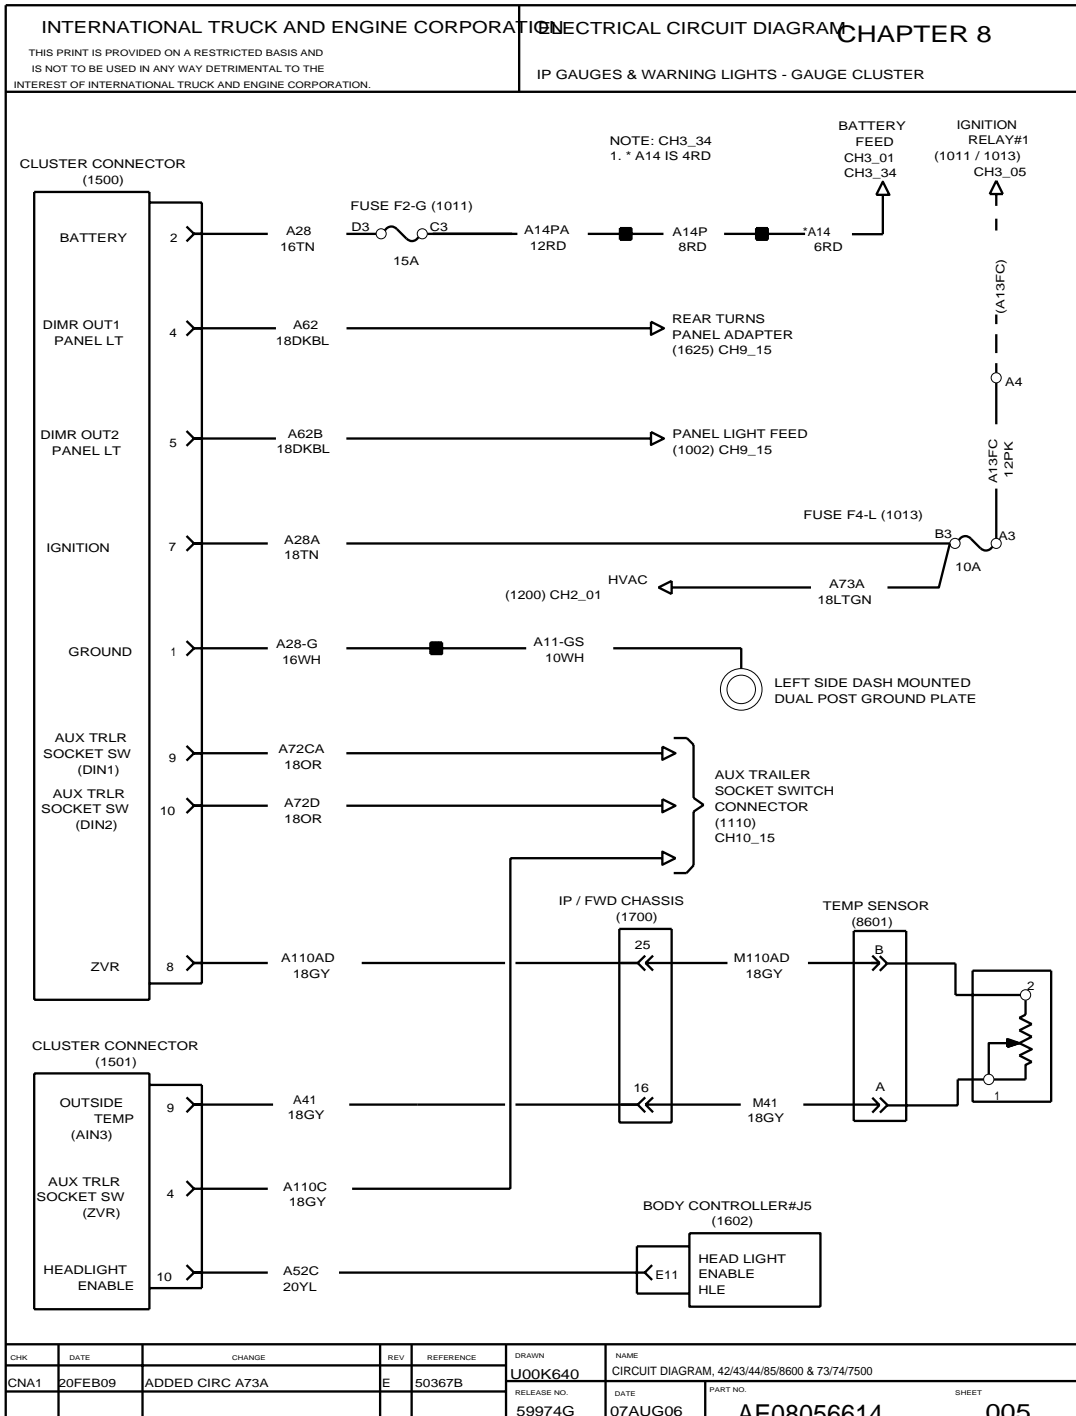 INTERNATIONAL TRUCK AND ENGINE CORPORATION
THIS PRINT IS PROVIDED ON A RESTRICTED BASIS AND
IS NOT TO BE USED IN ANY WAY DETRIMENTAL TO THE
INTEREST OF INTERNATIONAL TRUCK AND ENGINE CORPORATION.
ELECTRICAL CIRCUIT DIAGRAM
CHAPTER 8
IP GAUGES & WARNING LIGHTS - GAUGE CLUSTER
NOTE: CH3_34
1. * A14 IS 4RD
BATTERY
FEED
CH3_01
CH3_34
IGNITION
RELAY#1
(1011 / 1013)
CH3_05
CLUSTER CONNECTOR
(1500)
BATTERY
2
A28
16TN
FUSE F2-G (1011)
D3
C3
15A
A14PA
12RD
A14P
8RD
*A14
6RD
(A13FC)
A4
A13FC
12PK
DIMR OUT1
PANEL LT
4
A62
18DKBL
REAR TURNS
PANEL ADAPTER
(1625) CH9_15
DIMR OUT2
PANEL LT
5
A62B
18DKBL
PANEL LIGHT FEED
(1002) CH9_15
IGNITION
7
A28A
18TN
FUSE F4-L (1013)
B3
A3
10A
HVAC
(1200) CH2_01
A73A
18LTGN
GROUND
1
A28-G
16WH
A11-GS
10WH
LEFT SIDE DASH MOUNTED
DUAL POST GROUND PLATE
AUX TRLR
SOCKET SW
(DIN1)
9
A72CA
18OR
AUX TRLR
SOCKET SW
(DIN2)
10
A72D
18OR
AUX TRAILER
SOCKET SWITCH
CONNECTOR
(1110)
CH10_15
ZVR
8
A110AD
18GY
IP / FWD CHASSIS
(1700)
25
M110AD
18GY
TEMP SENSOR
(8601)
B
2
CLUSTER CONNECTOR
(1501)
OUTSIDE
TEMP
(AIN3)
9
A41
18GY
16
M41
18GY
A
1
AUX TRLR
SOCKET SW
(ZVR)
4
A110C
18GY
HEADLIGHT
ENABLE
10
A52C
20YL
BODY CONTROLLER#J5
(1602)
E11
HEAD LIGHT
ENABLE
HLE
CHK DATE CHANGE REV REFERENCE
CNA1 20FEB09 ADDED CIRC A73A E 50367B
DRAWN
U00K640
NAME
CIRCUIT DIAGRAM, 42/43/44/85/8600 & 73/74/7500
RELEASE NO.
59974G
DATE
07AUG06
PART NO.
AE08056614
SHEET
005